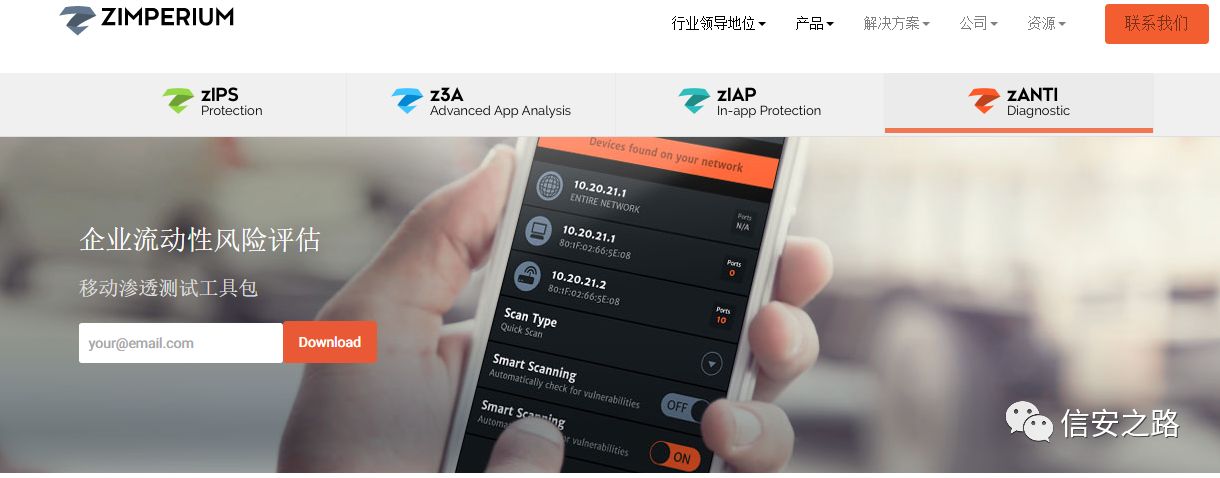 ZIMPERIUM
行业领导地位 产品 解决方案 公司 资源 联系我们
zIPS
Protection
z3A
Advanced App Analysis
zIAP
In-app Protection
zANTI
Diagnostic
企业流动性风险评估
移动渗透测试工具包
your@email.com
Download
Devices found on your network
10.20.21.1
ENTIRE NETWORK
Ports
N/A
10.20.21.1
80:1F:02:66:5E:08
Ports
0
10.20.21.2
80:1F:02:66:5E:08
Ports
10
Scan Type
Quick Scan
Smart Scanning
Automatically check for vulnerabilities
OFF
Smart Scanning
for vulnerabilities
ON
信安之路